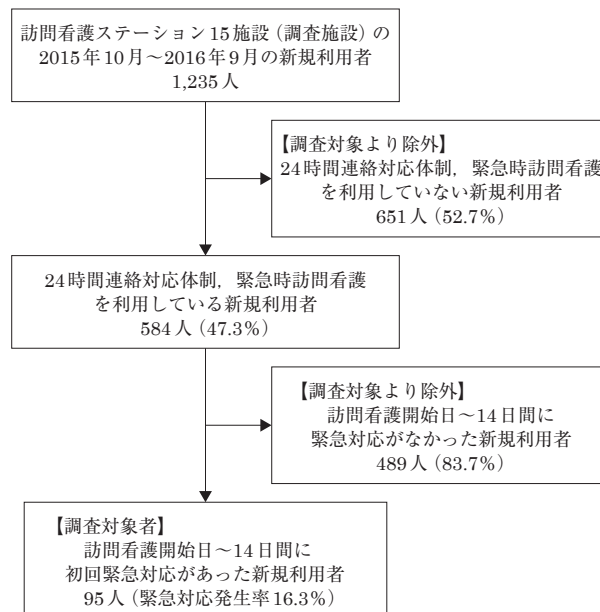 訪問看護ステーション15施設（調査施設）の
2015年10月～2016年9月の新規利用者
1,235人
【調査対象より除外】
24時間連絡対応体制，緊急時訪問看護
を利用していない新規利用者
651人（52.7%）
24時間連絡対応体制，緊急時訪問看護
を利用している新規利用者
584人（47.3%）
【調査対象より除外】
訪問看護開始日～14日間に
緊急対応がなかった新規利用者
489人（83.7%）
【調査対象者】
訪問看護開始日～14日間に
初回緊急対応があった新規利用者
95人（緊急対応発生率16.3%）